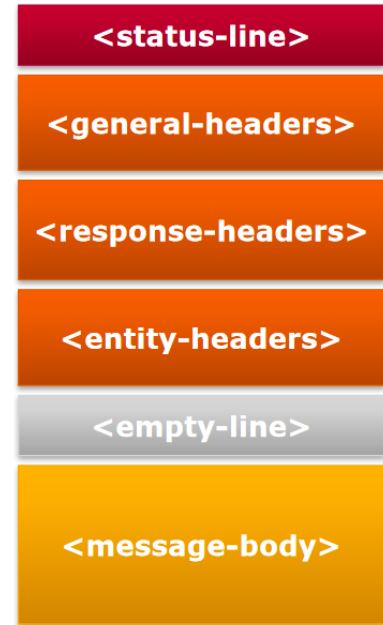 <status-line>
<general-headers>
<response-headers>
<entity-headers>
<empty-line>
<message-body>